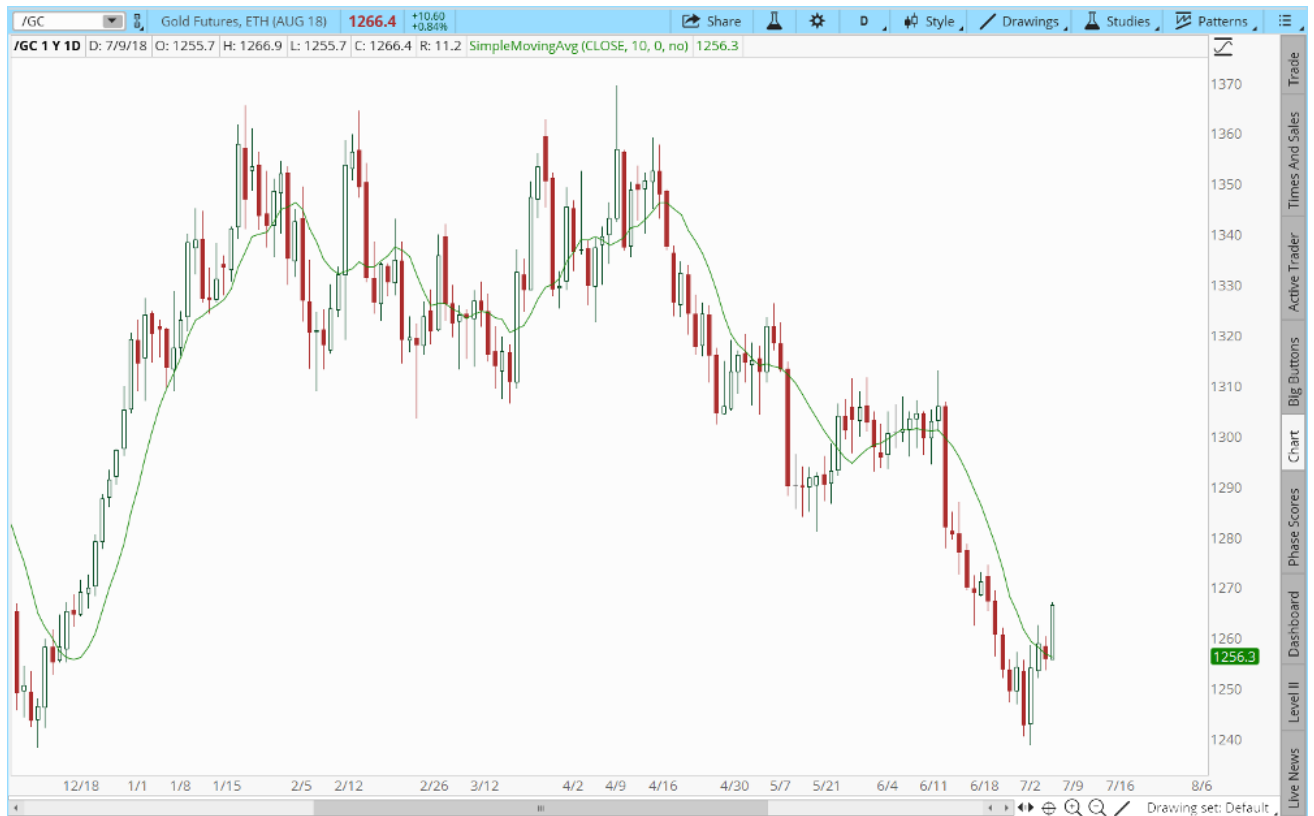 /GC Gold Futures, ETH (AUG 18) 1266.4 +10.60 +0.84% Share D Style Drawings Studies Patterns
/GC 1 Y 1D D: 7/9/18 O: 1255.7 H: 1266.9 L: 1255.7 C: 1266.4 R: 11.2 SimpleMovingAvg (CLOSE, 10, 0, no) 1256.3
1370
1360
1350
1340
1330
1320
1310
1300
1290
1280
1270
1260
1256.3
1250
1240
12/18 1/1 1/8 1/15 2/5 2/12 2/26 3/12 4/2 4/9 4/16 4/30 5/7 5/21 6/4 6/11 6/18 7/2 7/9 7/16 8/6
Drawing set: Default
Trade
Times And Sales
Active Trader
Big Buttons
Chart
Phase Scores
Dashboard
Level II
Live News